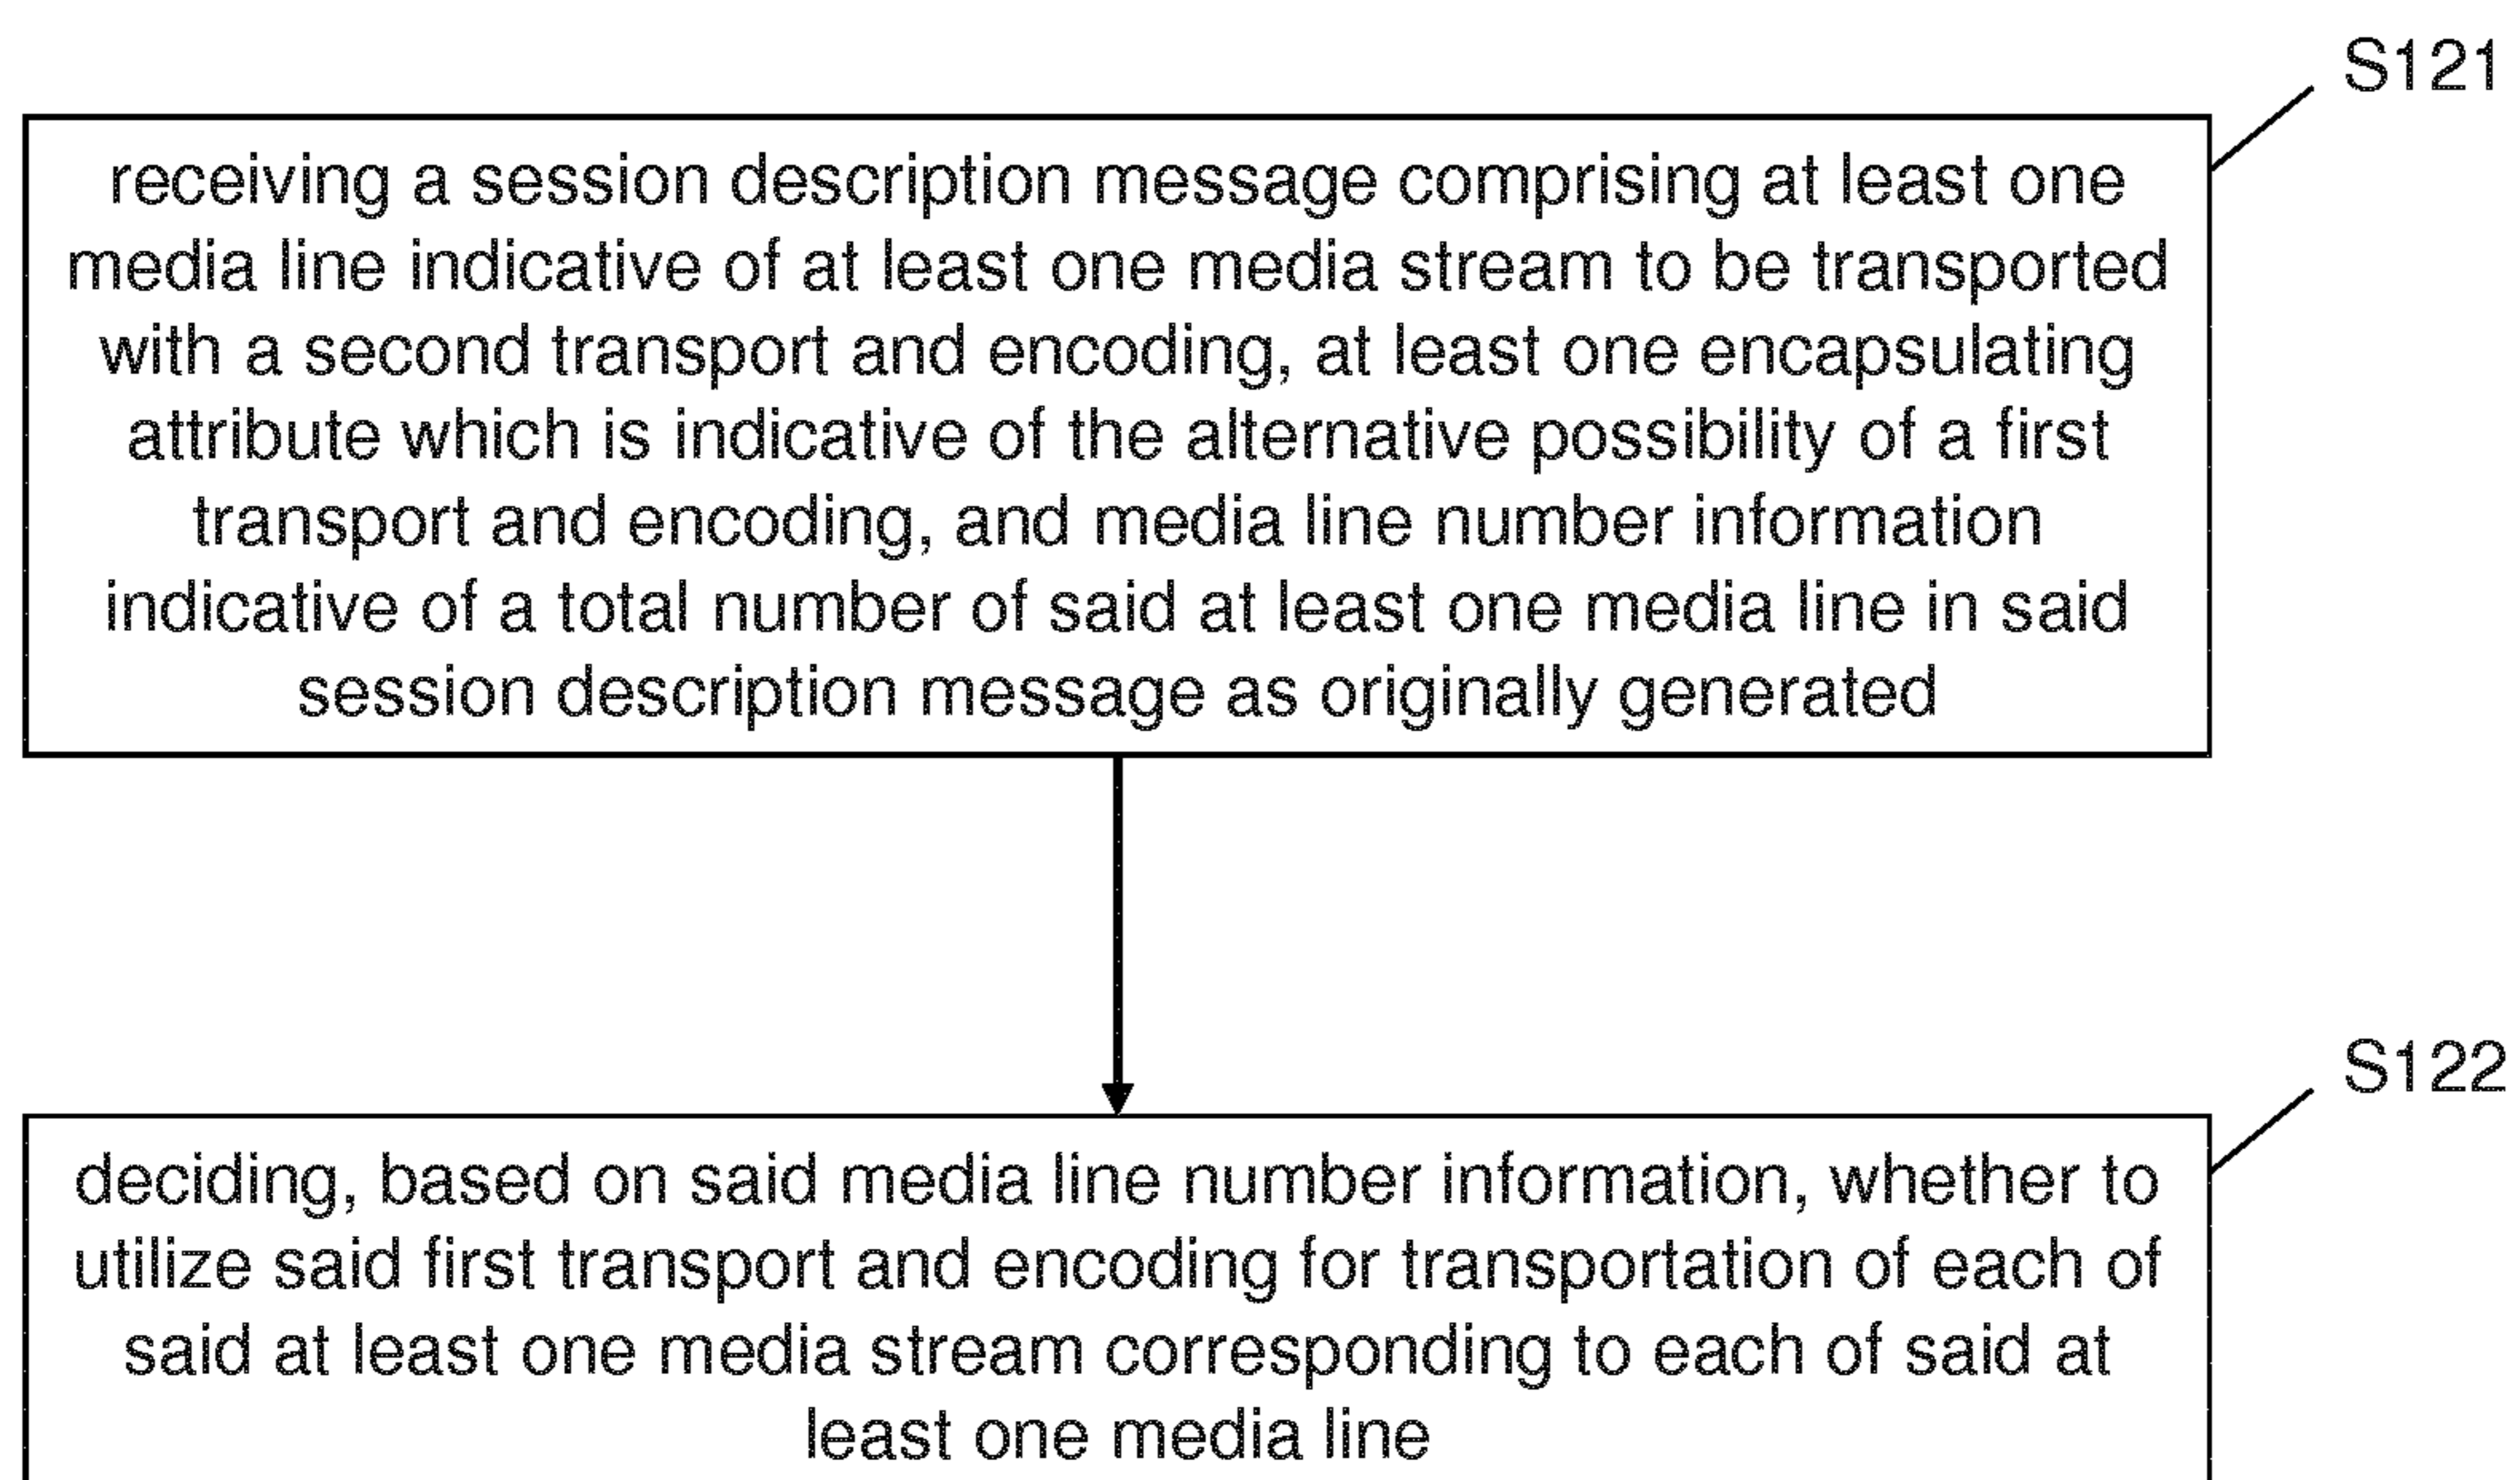 S121
receiving a session description message comprising at least one
media line indicative of at least one media stream to be transported
with a second transport and encoding, at least one encapsulating
attribute which is indicative of the alternative possibility of a first
transport and encoding, and media line number information
indicative of a total number of said at least one media line in said
session description message as originally generated
S122
deciding, based on said media line number information, whether to
utilize said first transport and encoding for transportation of each of
said at least one media stream corresponding to each of said at
least one media line